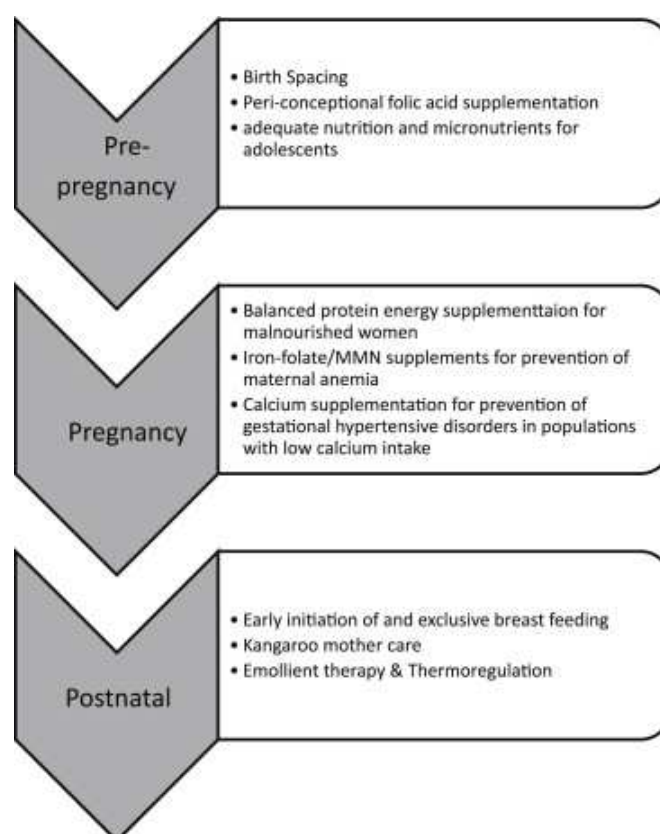 Pre-
pregnancy
• Birth Spacing
• Peri-conceptional folic acid supplementation
• adequate nutrition and micronutrients for
adolescents
Pregnancy
• Balanced protein energy supplementtaion for
malnourished women
• Iron-folate/MMN supplements for prevention of
maternal anemia
• Calcium supplementation for prevention of
gestational hypertensive disorders in populations
with low calcium intake
Postnatal
• Early initiation of and exclusive breast feeding
• Kangaroo mother care
• Emollient therapy & Thermoregulation